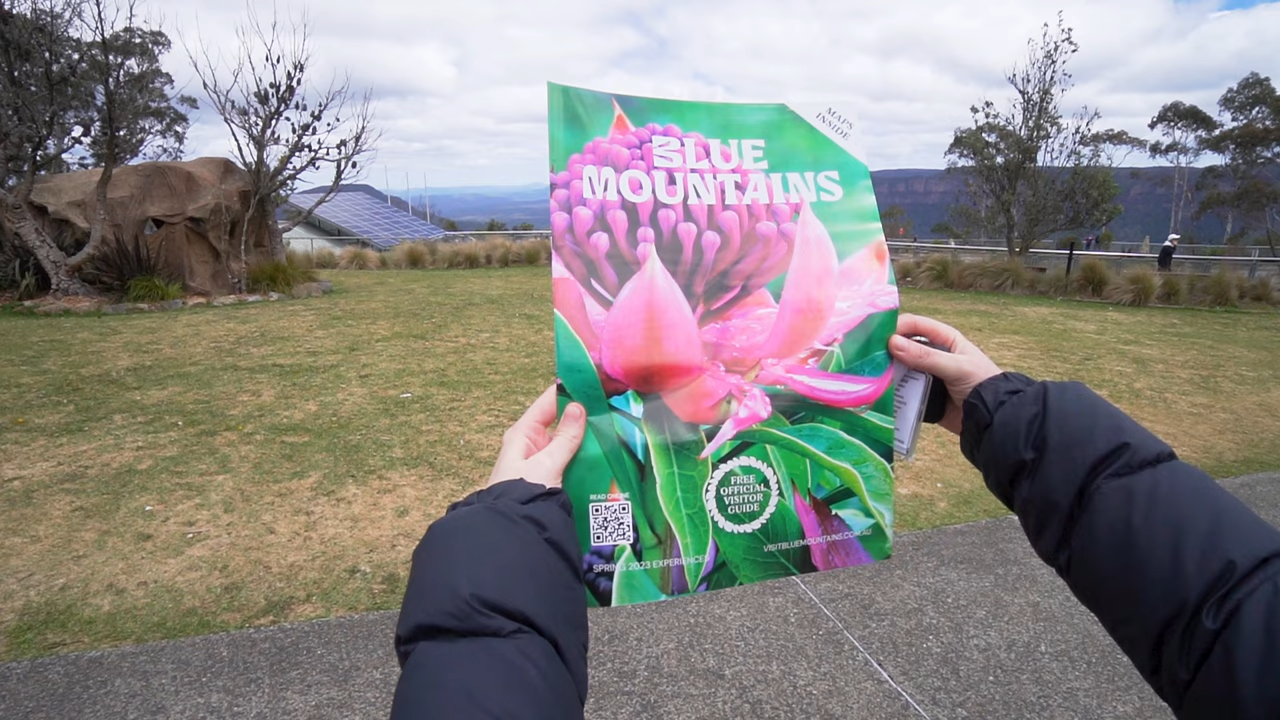 MAPS
INSIDE
BLUE
MOUNTAINS
FREE
OFFICIAL
VISITOR
GUIDE
READ ONLINE
VISITBLUEMOUNTAINS.COM.AU
SPRING 2023 EXPERIENCES